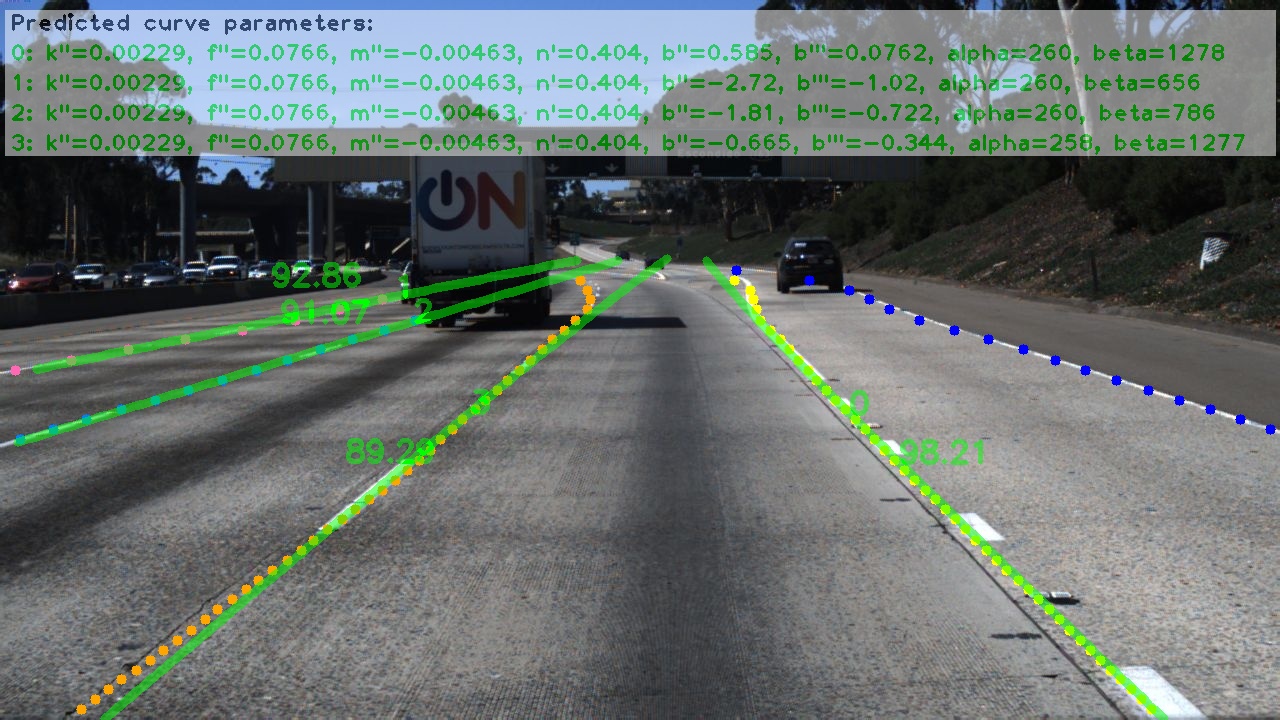 Predicted curve parameters:
0: k''=0.00229, f''=0.0766, m''=−0.00463, n'=0.404, b''=0.585, b'''=0.0762, alpha=260, beta=1278
1: k''=0.00229, f''=0.0766, m''=−0.00463, n'=0.404, b''=−2.72, b'''=−1.02, alpha=260, beta=656
2: k''=0.00229, f''=0.0766, m''=−0.00463, n'=0.404, b''=−1.81, b'''=−0.722, alpha=260, beta=786
3: k''=0.00229, f''=0.0766, m''=−0.00463, n'=0.404, b''=−0.665, b'''=−0.344, alpha=258, beta=1277
ON
92.86
91.07
2
3
0
89.29
98.21